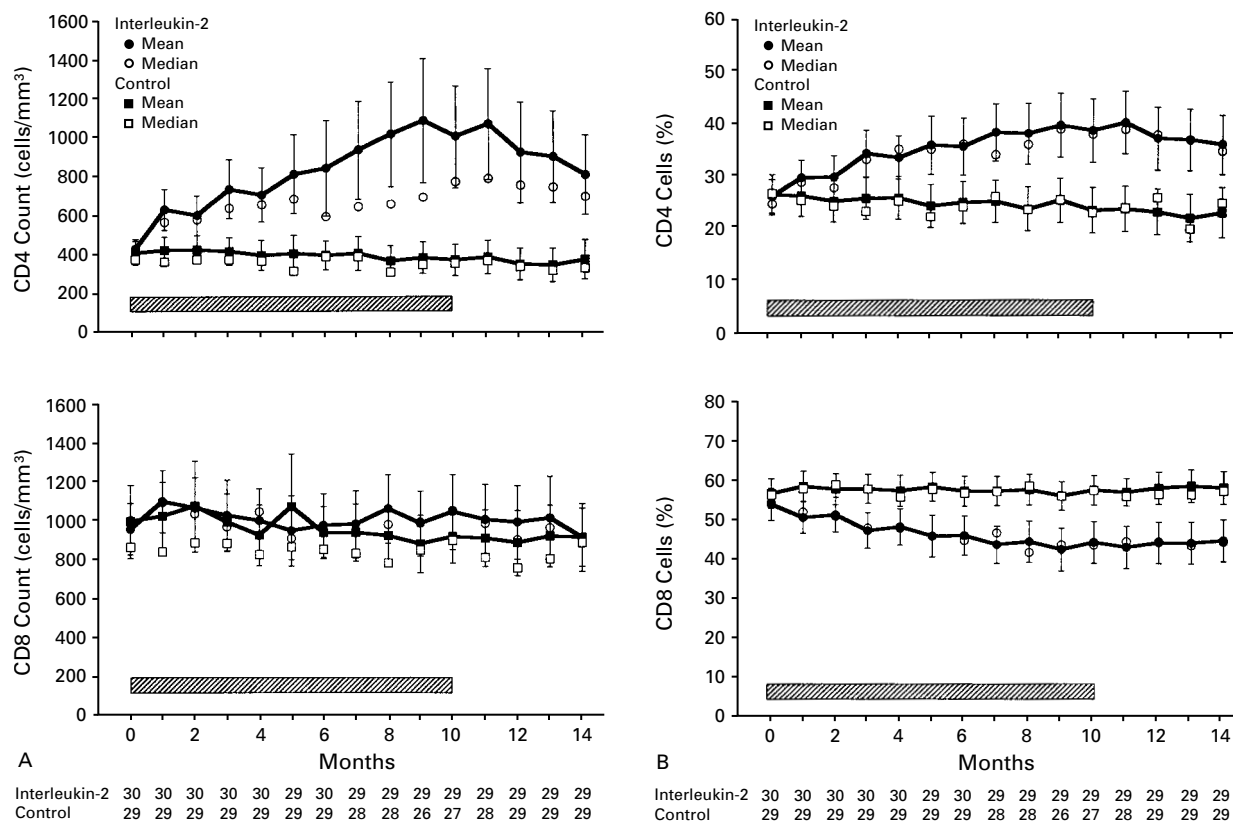 1600
1400
1200
1000
800
600
400
200
0
CD4 Count (cells/mm³)
Interleukin-2
Mean
Median
Control
Mean
Median
60
50
40
30
20
10
0
CD4 Cells (%)
Interleukin-2
Mean
Median
Control
Mean
Median
1600
1400
1200
1000
800
600
400
200
0
CD8 Count (cells/mm³)
0 2 4 6 8 10 12 14
A
Months
Interleukin-2 30 30 30 30 30 29 30 29 29 29 29 29 29 29 29
Control 29 29 29 29 29 29 29 28 28 26 27 28 29 29 29
80
70
60
50
40
30
20
10
0
CD8 Cells (%)
0 2 4 6 8 10 12 14
B
Months
Interleukin-2 30 30 30 30 30 29 30 29 29 29 29 29 29 29 29
Control 29 29 29 29 29 29 29 28 28 26 27 28 29 29 29